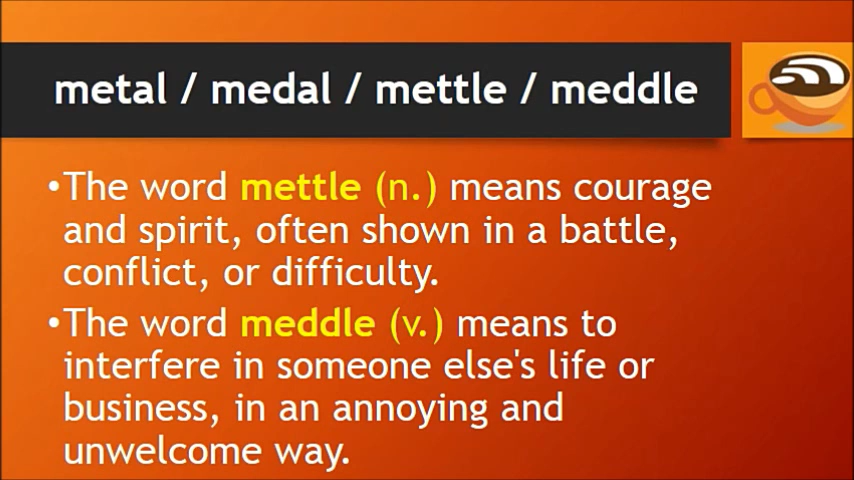 metal / medal / mettle / meddle
•The word mettle (n.) means courage
and spirit, often shown in a battle,
conflict, or difficulty.
•The word meddle (v.) means to
interfere in someone else's life or
business, in an annoying and
unwelcome way.